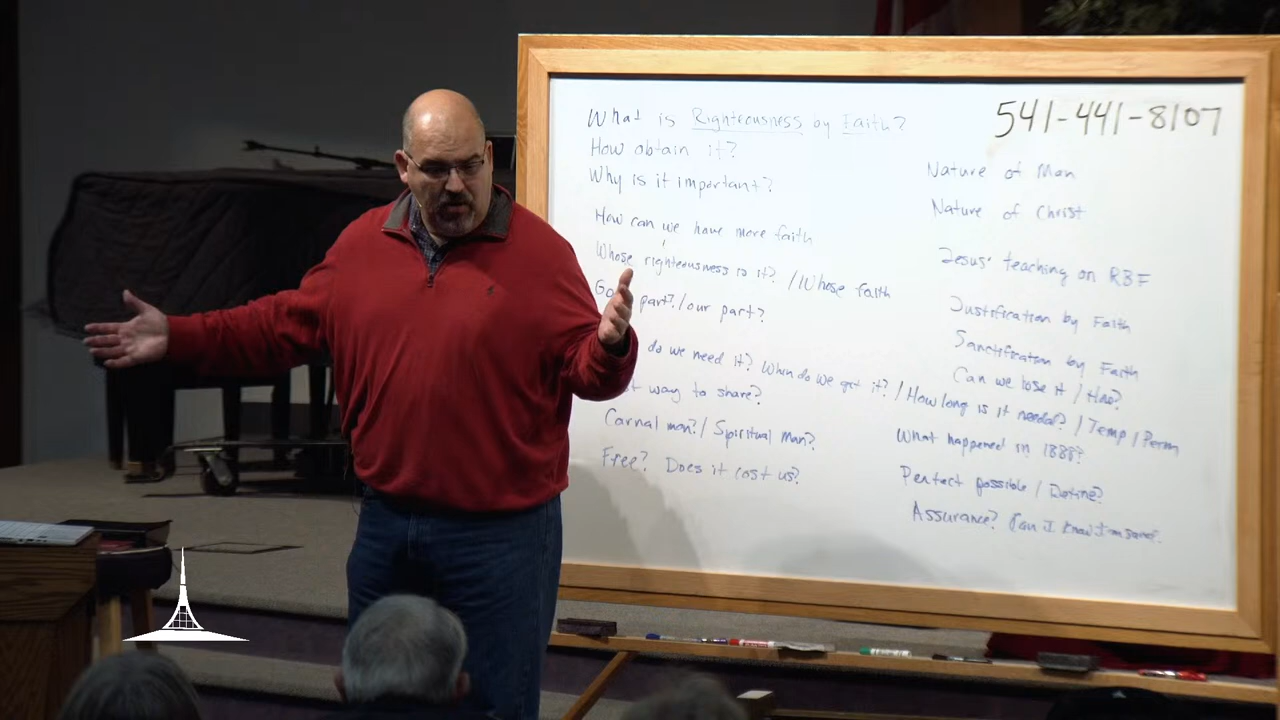 What is Righteousness by Faith?
How obtain it?
Why is it important?
How can we have more faith
Whose righteousness is it? / Whose faith
part? / our part?
do we need it? When do we get it? / How long is it needed? / Temp / Perm
way to share?
Carnal man? / Spiritual Man?
Free? Does it cost us?
541-441-8107
Nature of Man
Nature of Christ
Jesus' teaching on RBF
Justification by Faith
Sanctification by Faith
Can we lose it / How?
What happened in 1888?
Perfect possible / Define?
Assurance? Can I know I'm saved?